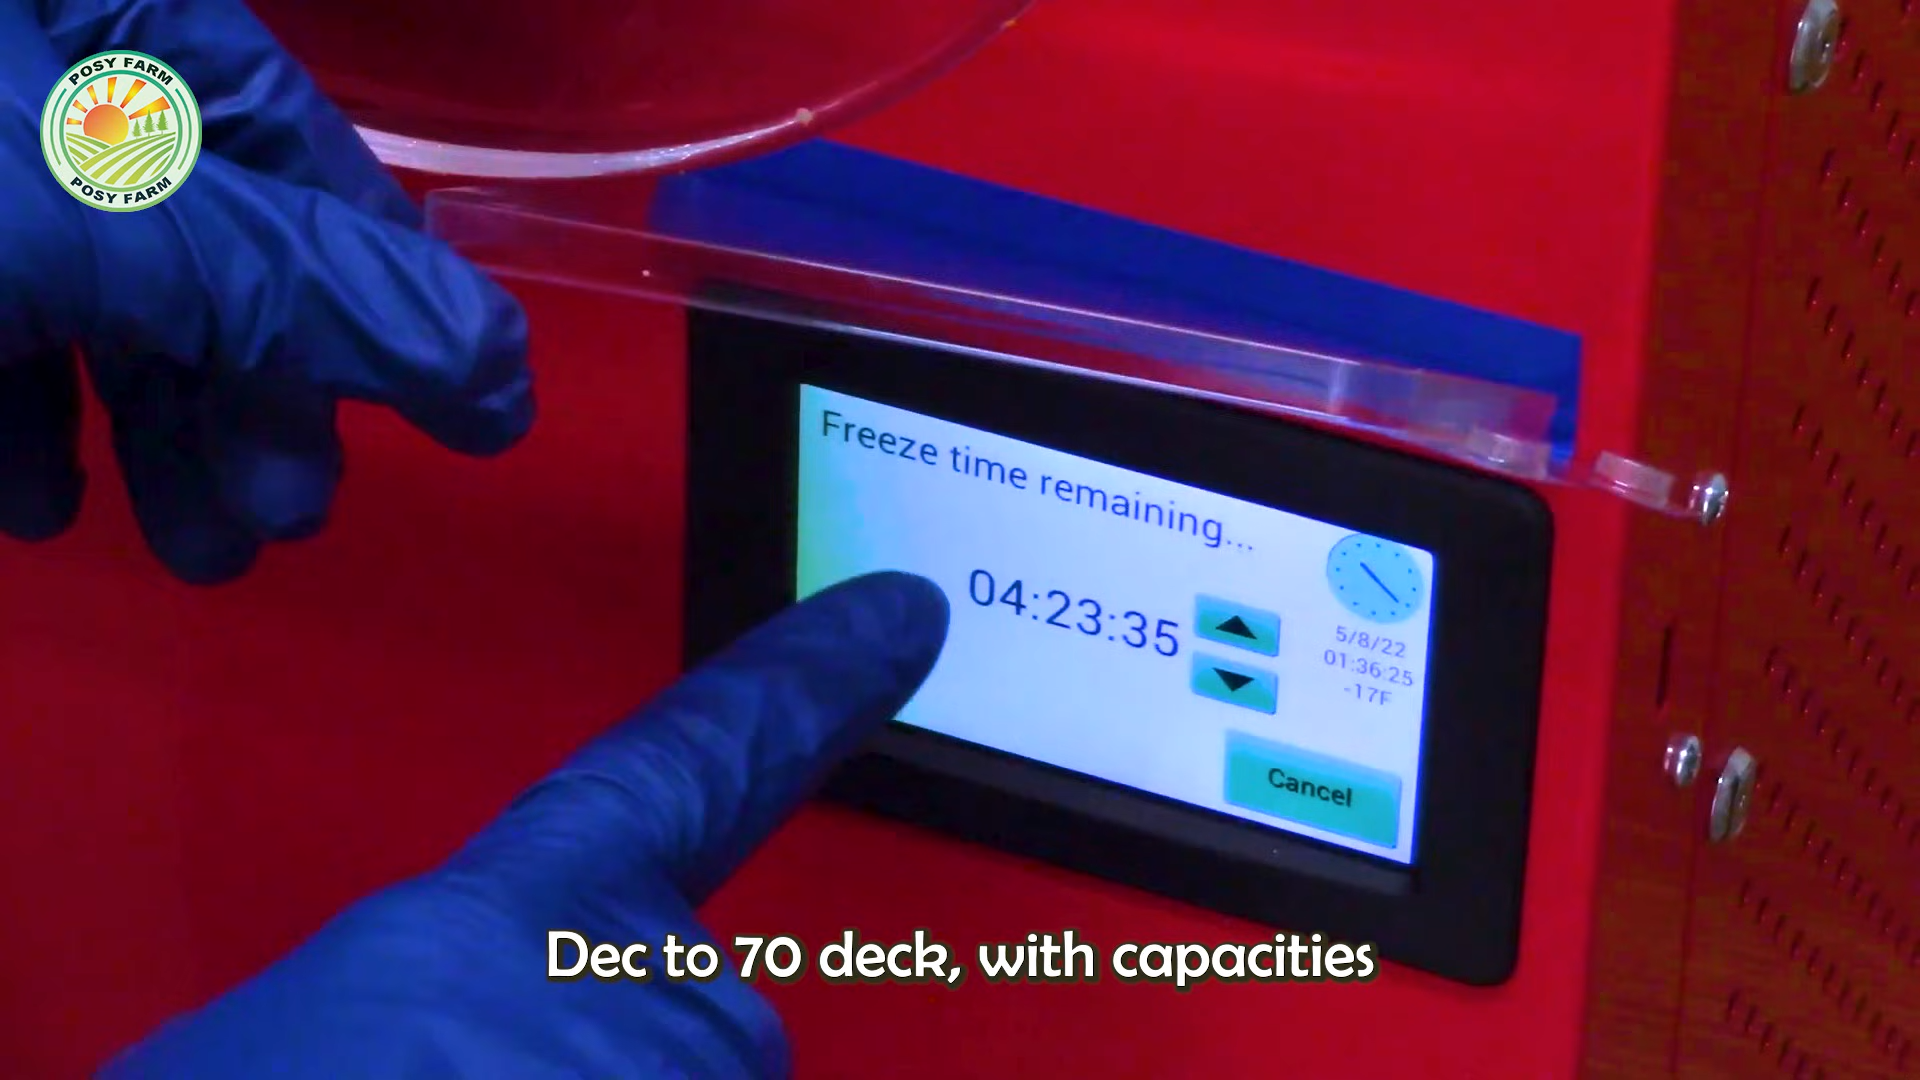 POSY FARM
POSY FARM
Freeze time remaining...
04:23:35
5/8/22
01:36:25
-17F
Cancel
Dec to 70 deck, with capacities